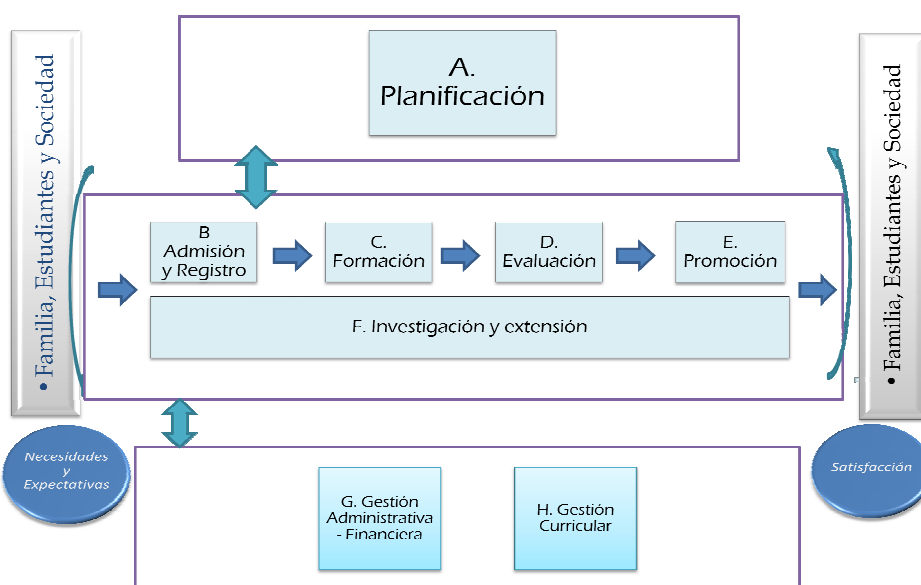 • Familia, Estudiantes y Sociedad
A.
Planificación
• Familia, Estudiantes y Sociedad
B
Admisión
y Registro
C.
Formación
D.
Evaluación
E.
Promoción
F. Investigación y extensión
Necesidades
y
Expectativas
G. Gestión
Administrativa
- Financiera
H. Gestión
Curricular
Satisfacción